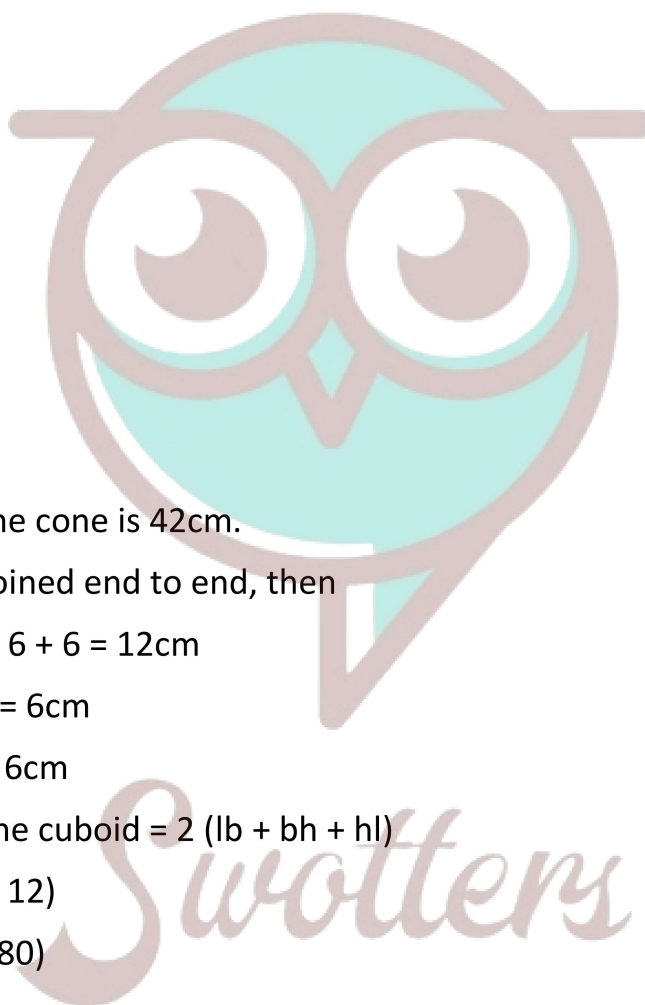 he cone is 42cm.
oined end to end, then
6 + 6 = 12cm
= 6cm
6cm
he cuboid = 2 (lb + bh + hl)
12)
80)
Swotters